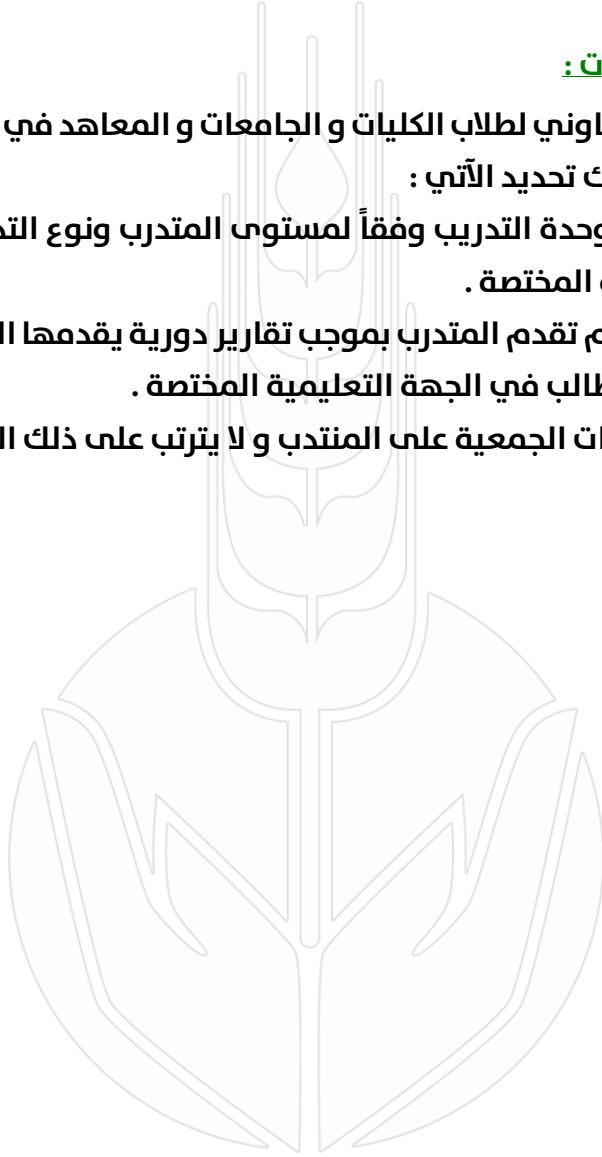 ت :
اوني لطلاب الكليات و الجامعات و المعاهد في
ك تحديد الآتي :
وحدة التدريب وفقاً لمستوى المتدرب ونوع التد
المختصة .
م تقدم المتدرب بموجب تقارير دورية يقدمها ال
طالب في الجهة التعليمية المختصة .
ات الجمعية على المنتدب و لا يترتب على ذلك ال